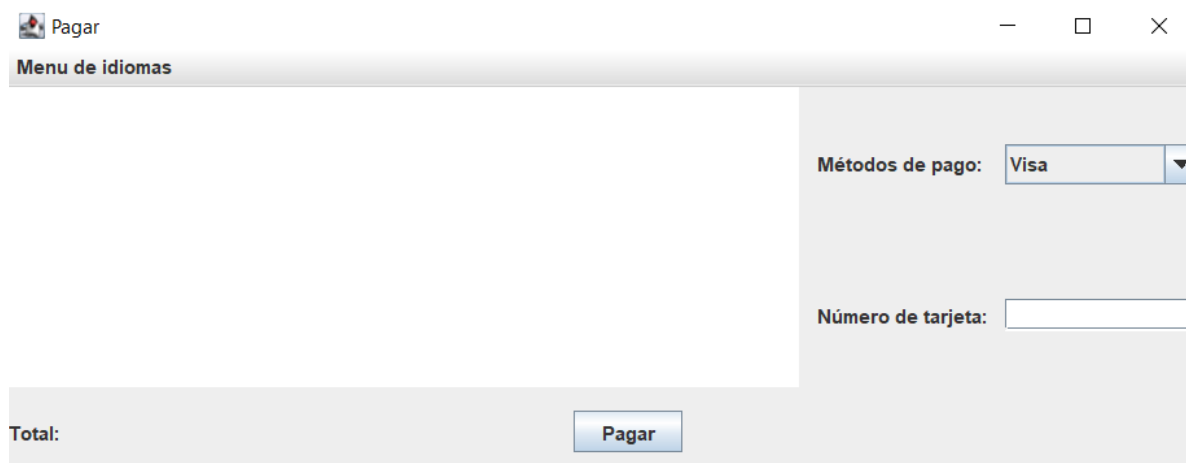 Pagar
Menu de idiomas
Métodos de pago: Visa
Número de tarjeta:
Total: Pagar